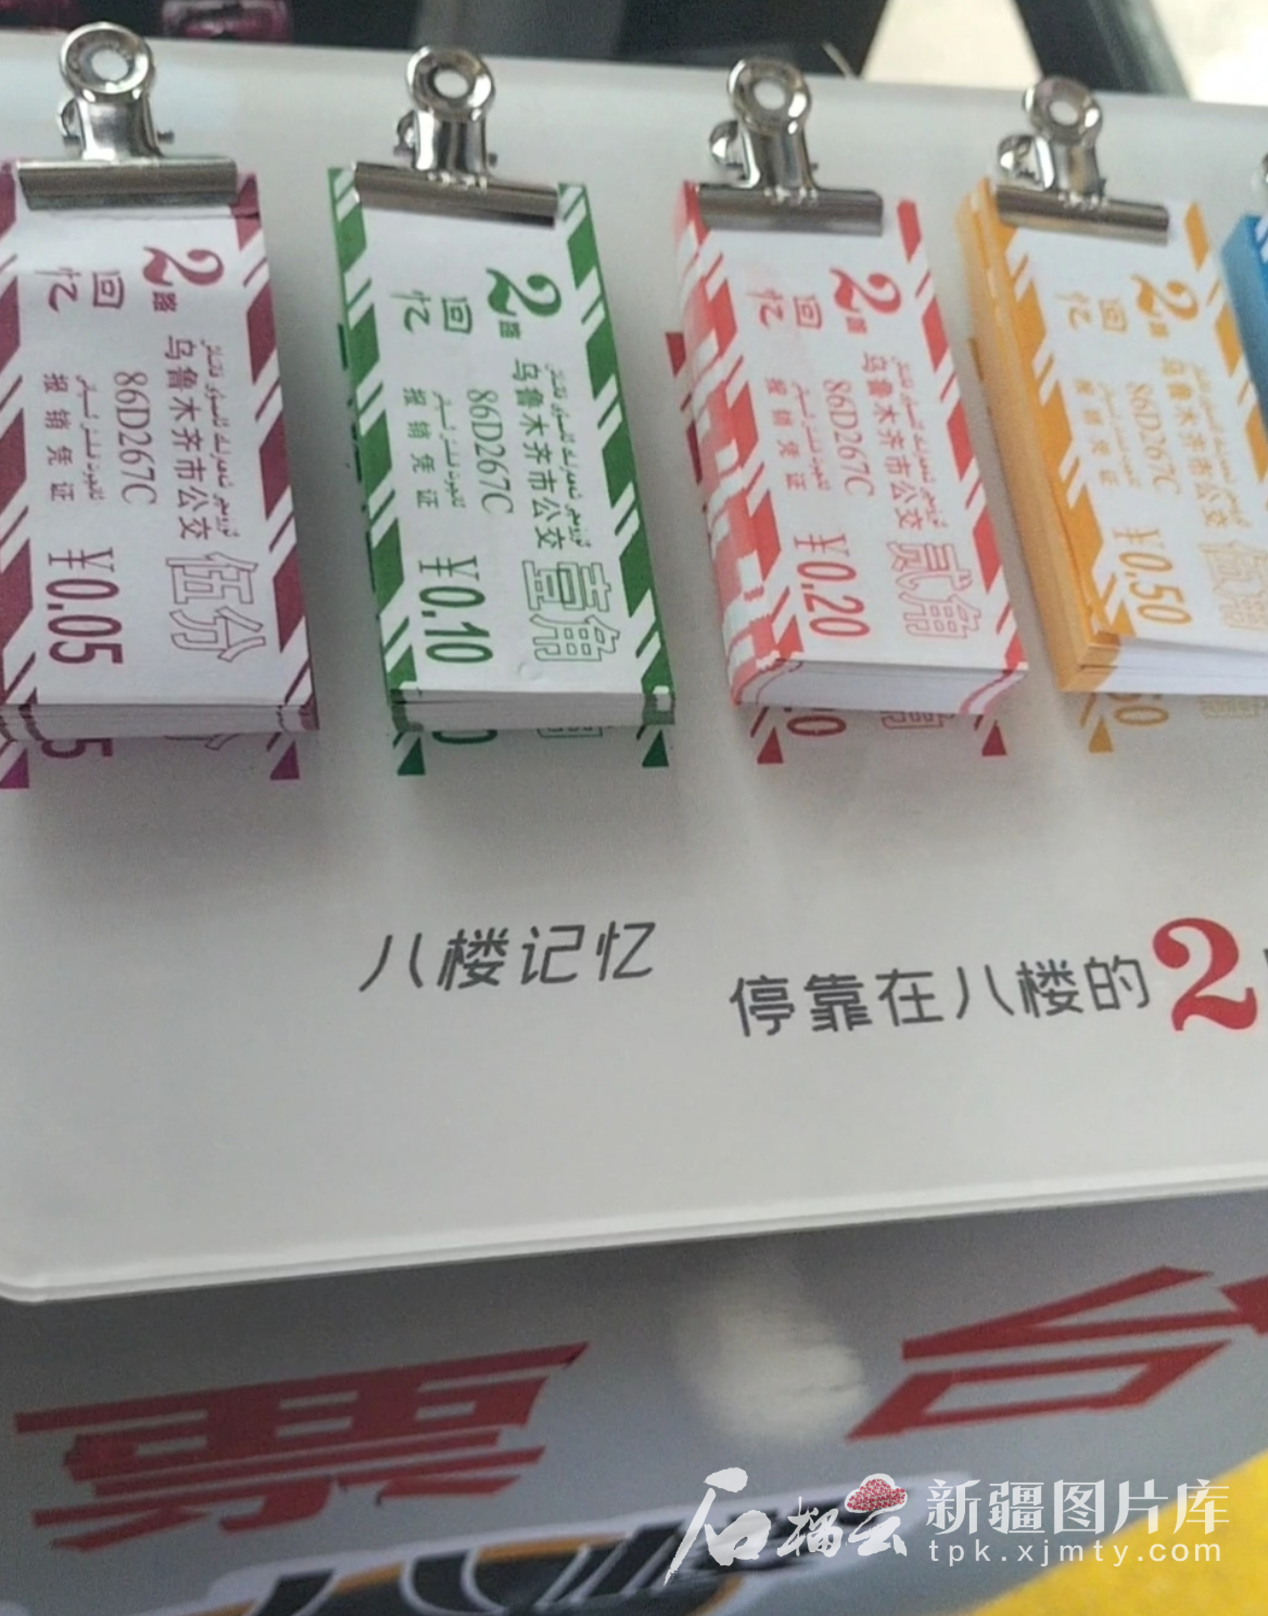 2路
回忆
乌鲁木齐市公交
86D267C
报销凭证
伍分
¥0.05
2路
回忆
乌鲁木齐市公交
86D267C
报销凭证
壹角
¥0.10
2路
回忆
乌鲁木齐市公交
86D267C
报销凭证
贰角
¥0.20
2路
回忆
乌鲁木齐市公交
86D267C
报销凭证
伍角
¥0.50
八楼记忆
停靠在八楼的2
票台
石榴云
新疆图片库
tpk.xjmty.com